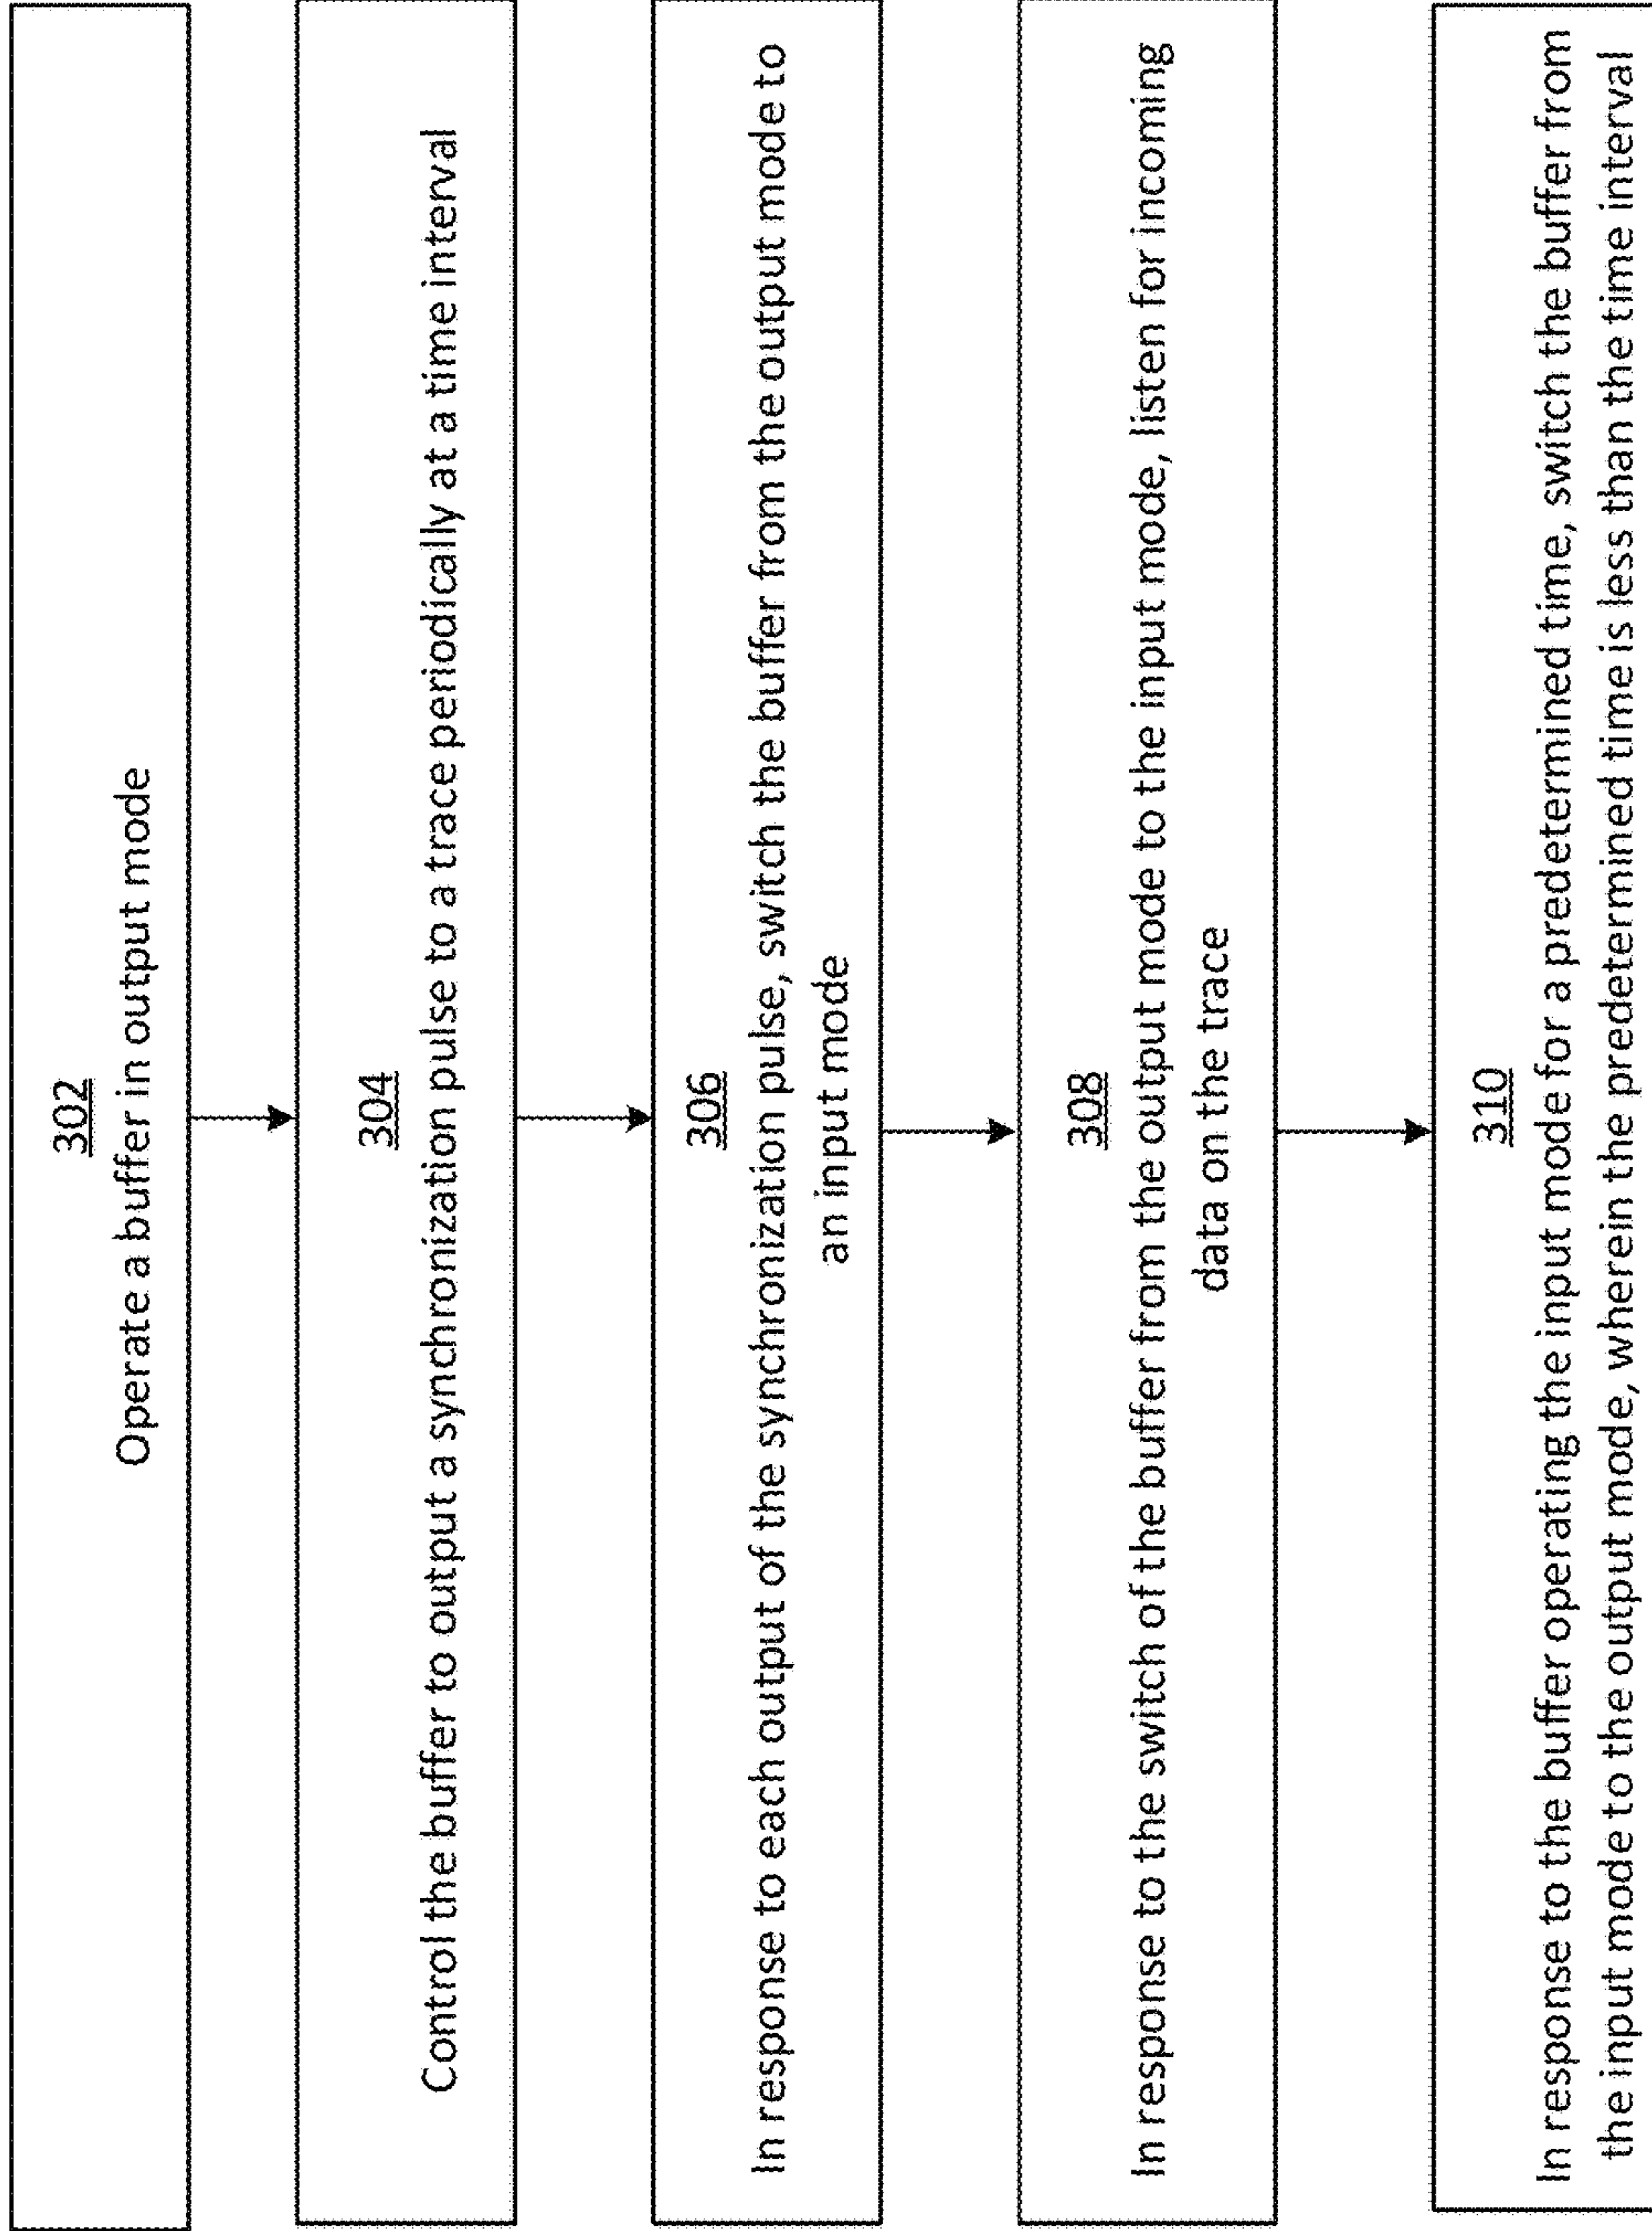 302
Operate a buffer in output mode
304
Control the buffer to output a synchronization pulse to a trace periodically at a time interval
306
In response to each output of the synchronization pulse, switch the buffer from the output mode to
an input mode
308
In response to the switch of the buffer from the output mode to the input mode, listen for incoming
data on the trace
310
In response to the buffer operating the input mode for a predetermined time, switch the buffer from
the input mode to the output mode, wherein the predetermined time is less than the time interval